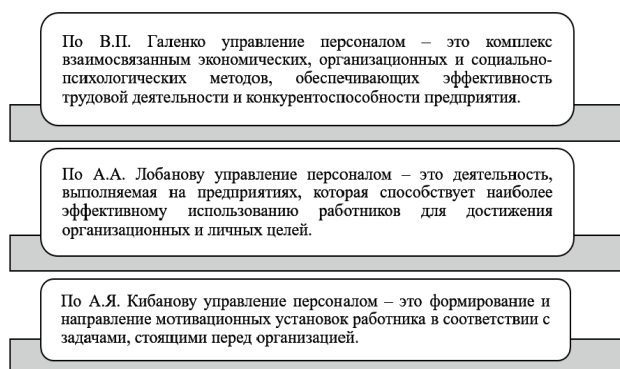 По В.П. Галенко управление персоналом – это комплекс
взаимосвязанным экономических, организационных и социально-
психологических методов, обеспечивающих эффективность
трудовой деятельности и конкурентоспособности предприятия.
По А.А. Лобанову управление персоналом – это деятельность,
выполняемая на предприятиях, которая способствует наиболее
эффективному использованию работников для достижения
организационных и личных целей.
По А.Я. Кибанову управление персоналом – это формирование и
направление мотивационных установок работника в соответствии с
задачами, стоящими перед организацией.